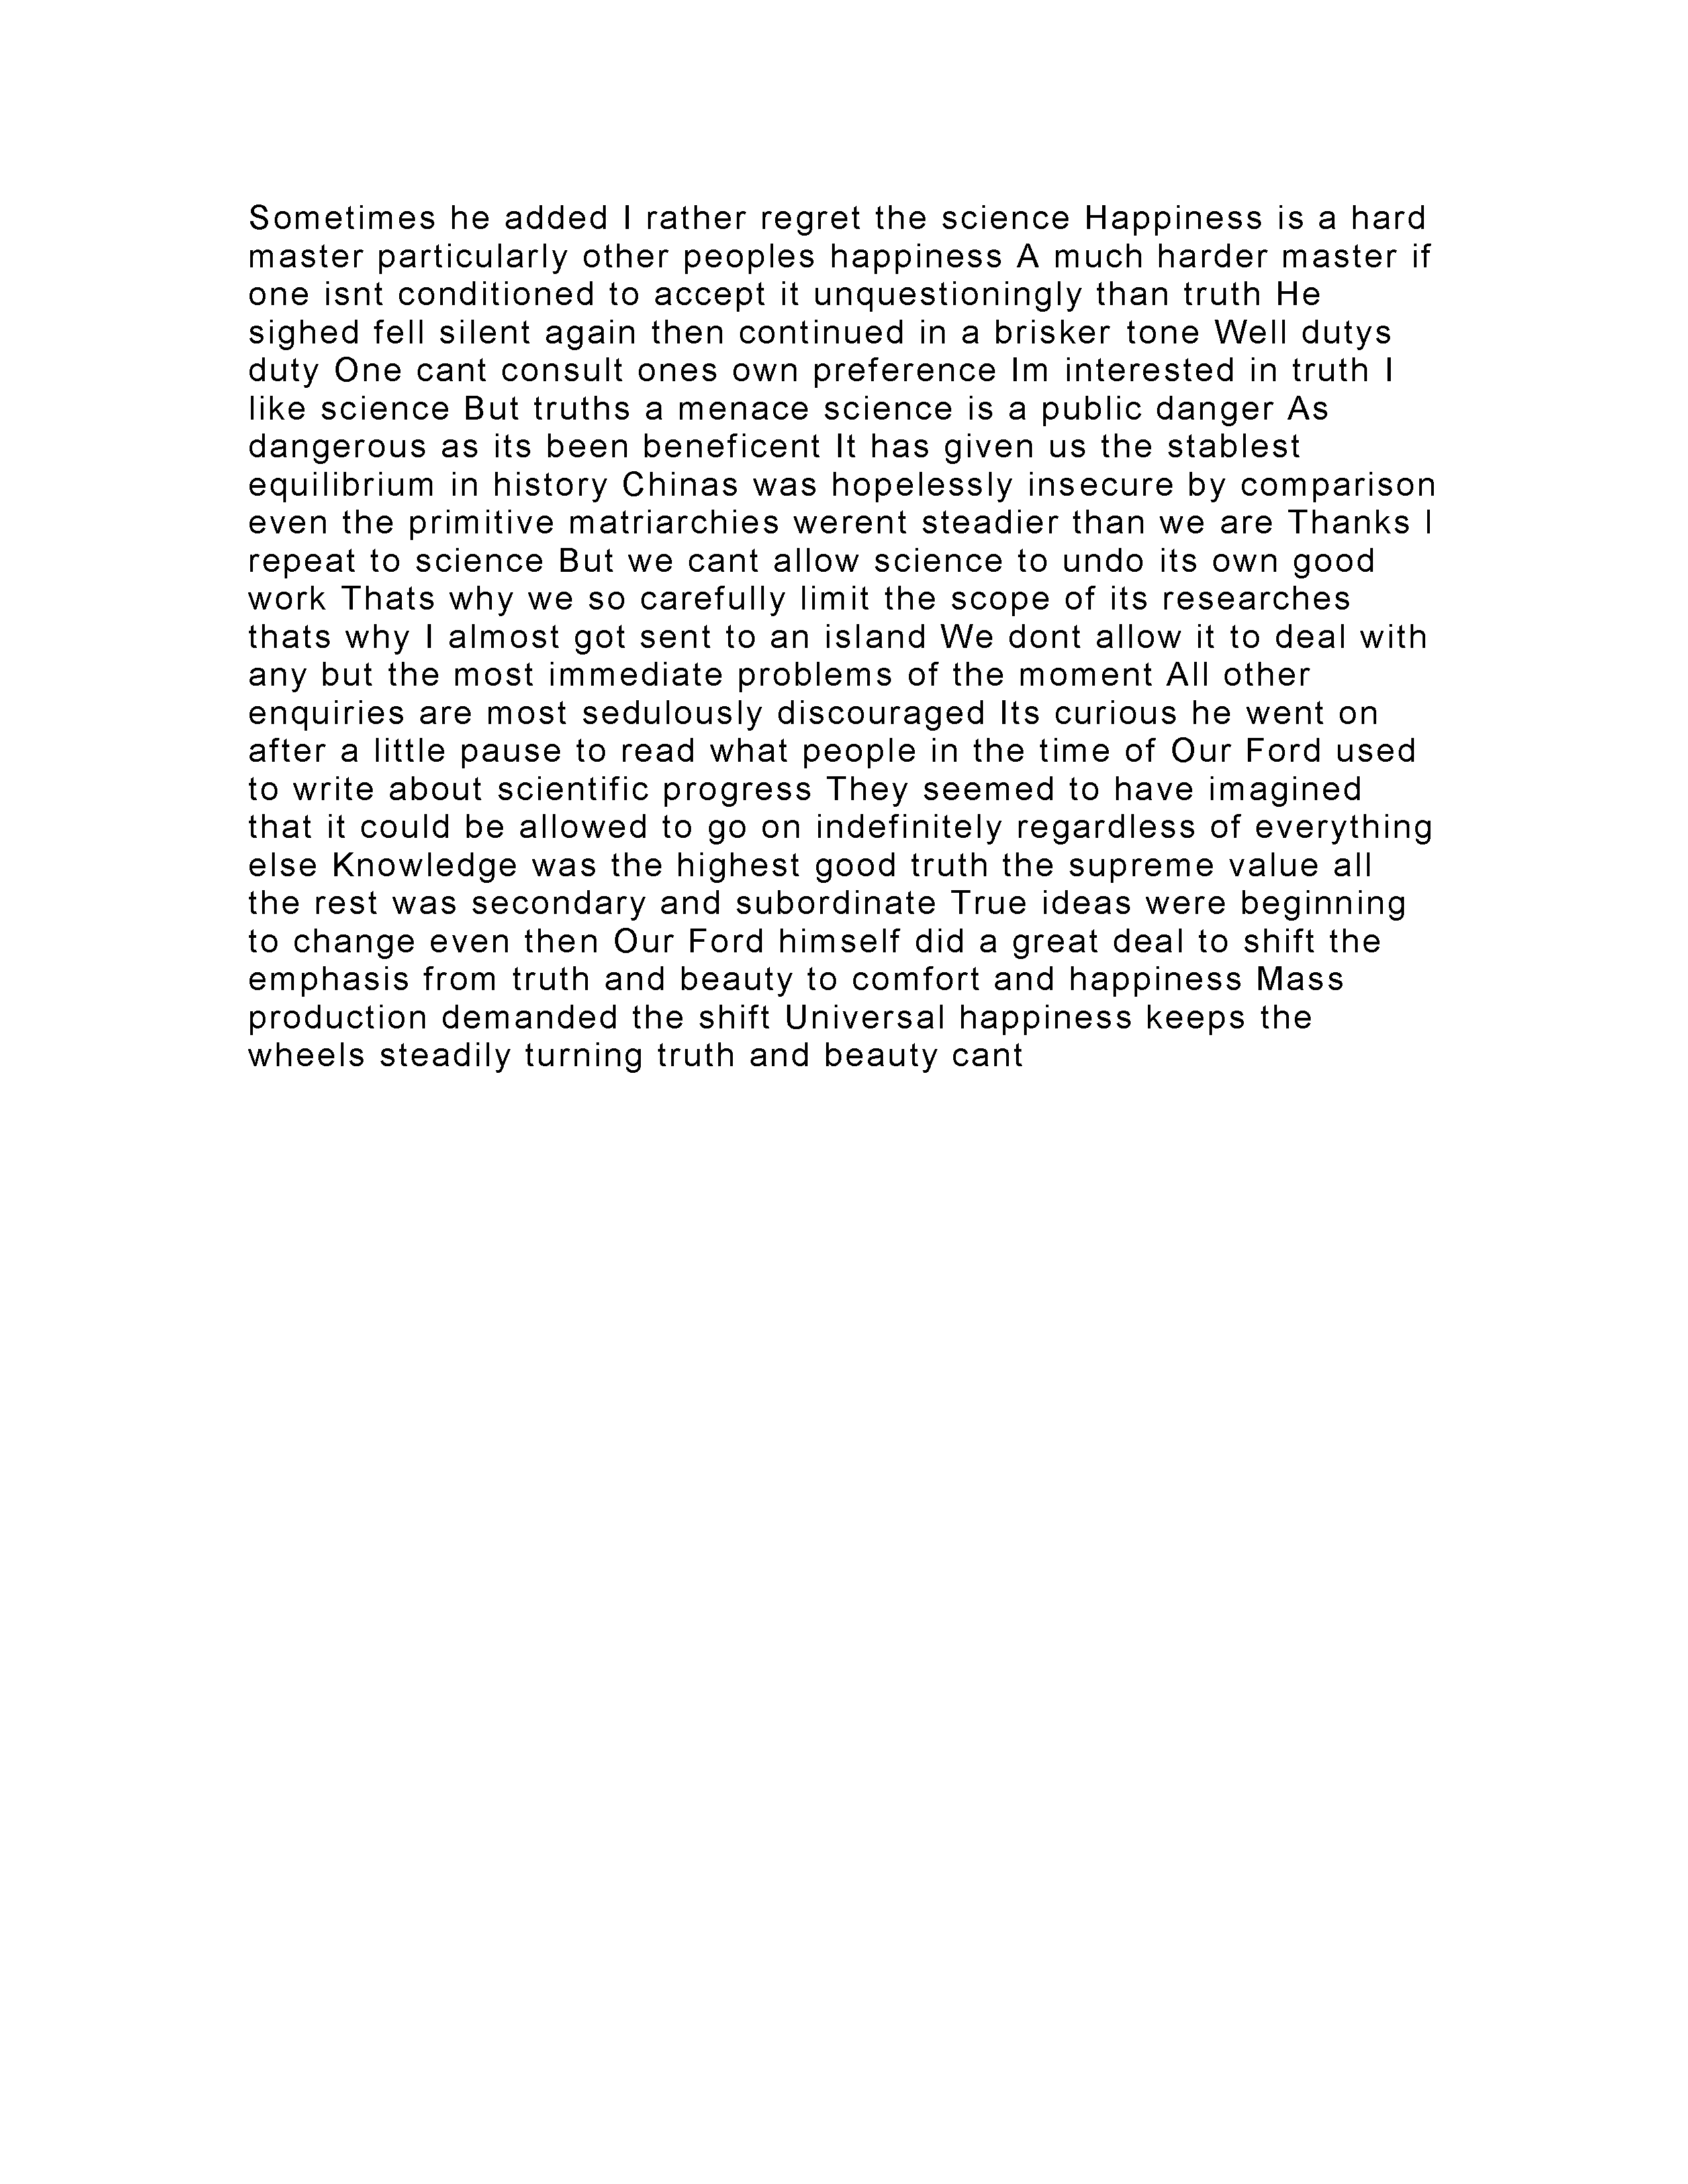 Sometimes he added I rather regret the science Happiness is a hard
master particularly other peoples happiness A much harder master if
one isnt conditioned to accept it unquestioningly than truth He
sighed fell silent again then continued in a brisker tone Well dutys
duty One cant consult ones own preference Im interested in truth I
like science But truths a menace science is a public danger As
dangerous as its been beneficent It has given us the stablest
equilibrium in history Chinas was hopelessly insecure by comparison
even the primitive matriarchies werent steadier than we are Thanks I
repeat to science But we cant allow science to undo its own good
work Thats why we so carefully limit the scope of its researches
thats why I almost got sent to an island We dont allow it to deal with
any but the most immediate problems of the moment All other
enquiries are most sedulously discouraged Its curious he went on
after a little pause to read what people in the time of Our Ford used
to write about scientific progress They seemed to have imagined
that it could be allowed to go on indefinitely regardless of everything
else Knowledge was the highest good truth the supreme value all
the rest was secondary and subordinate True ideas were beginning
to change even then Our Ford himself did a great deal to shift the
emphasis from truth and beauty to comfort and happiness Mass
production demanded the shift Universal happiness keeps the
wheels steadily turning truth and beauty cant